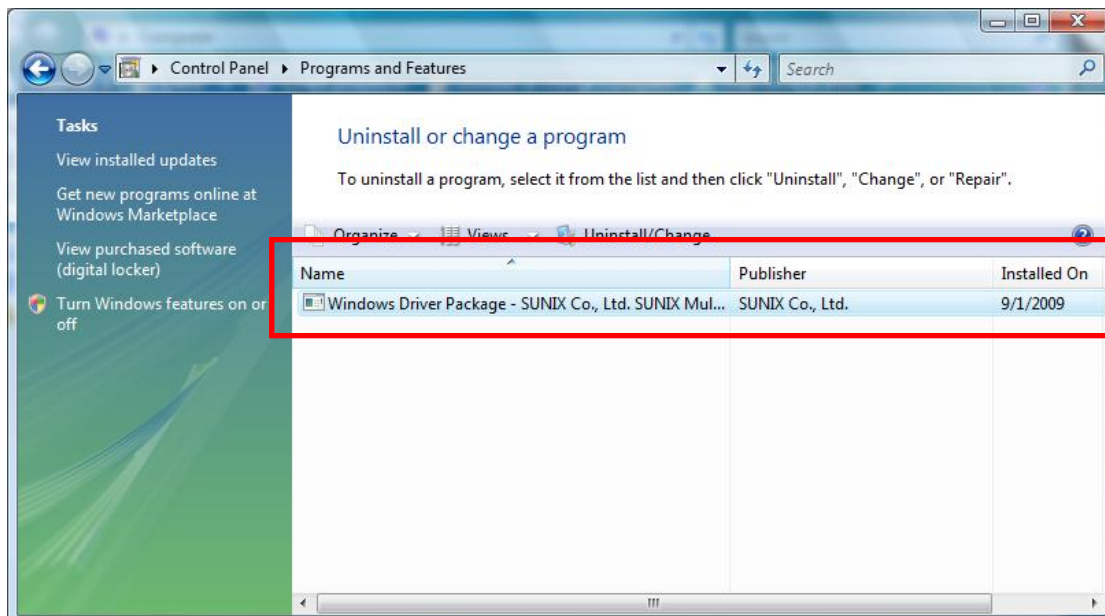 Control Panel Programs and Features Search
Tasks
View installed updates
Get new programs online at
Windows Marketplace
View purchased software
(digital locker)
Turn Windows features on or
off
Uninstall or change a program
To uninstall a program, select it from the list and then click "Uninstall", "Change", or "Repair".
Organize Views Uninstall/Change
Name Publisher Installed On
Windows Driver Package - SUNIX Co., Ltd. SUNIX Mul... SUNIX Co., Ltd. 9/1/2009